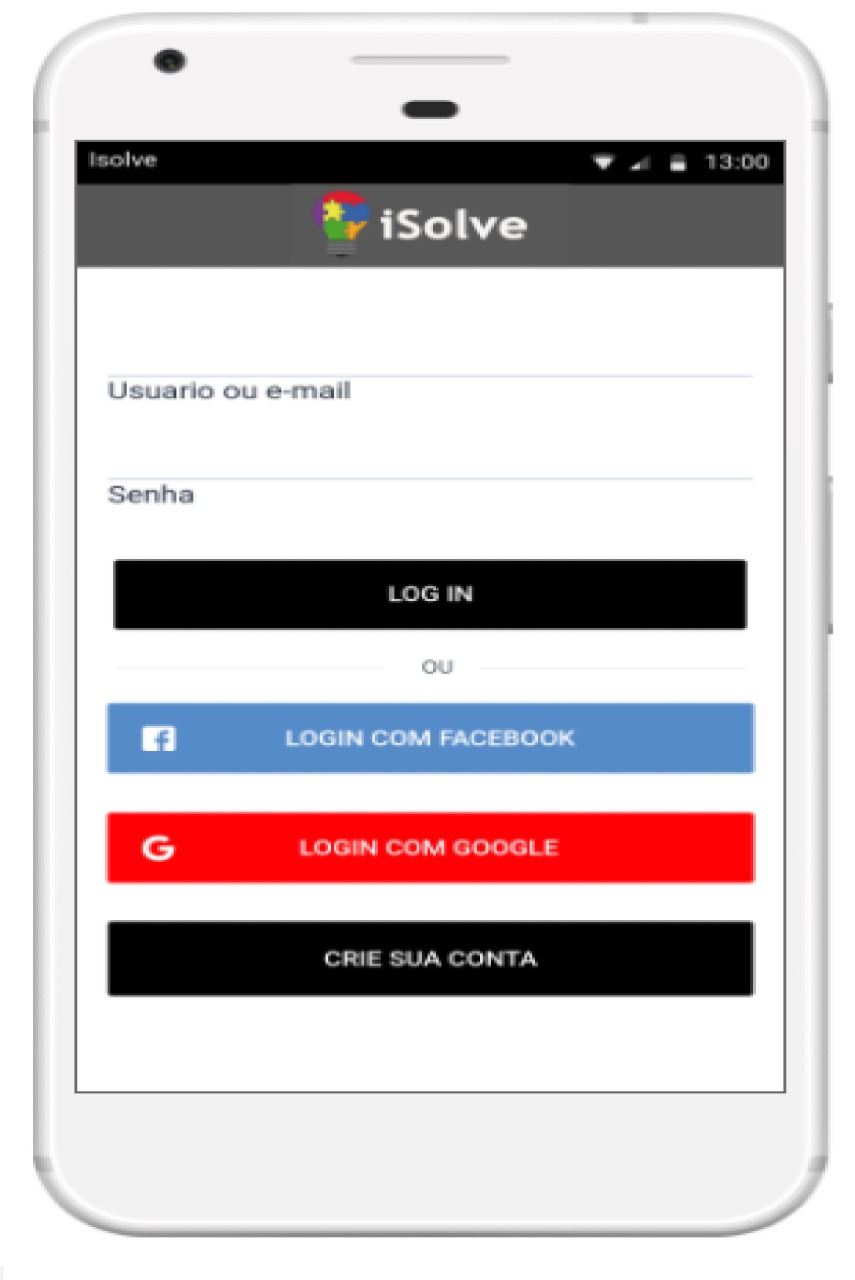 Isolve 13:00
iSolve
Usuario ou e-mail
Senha
LOG IN
OU
LOGIN COM FACEBOOK
G LOGIN COM GOOGLE
CRIE SUA CONTA